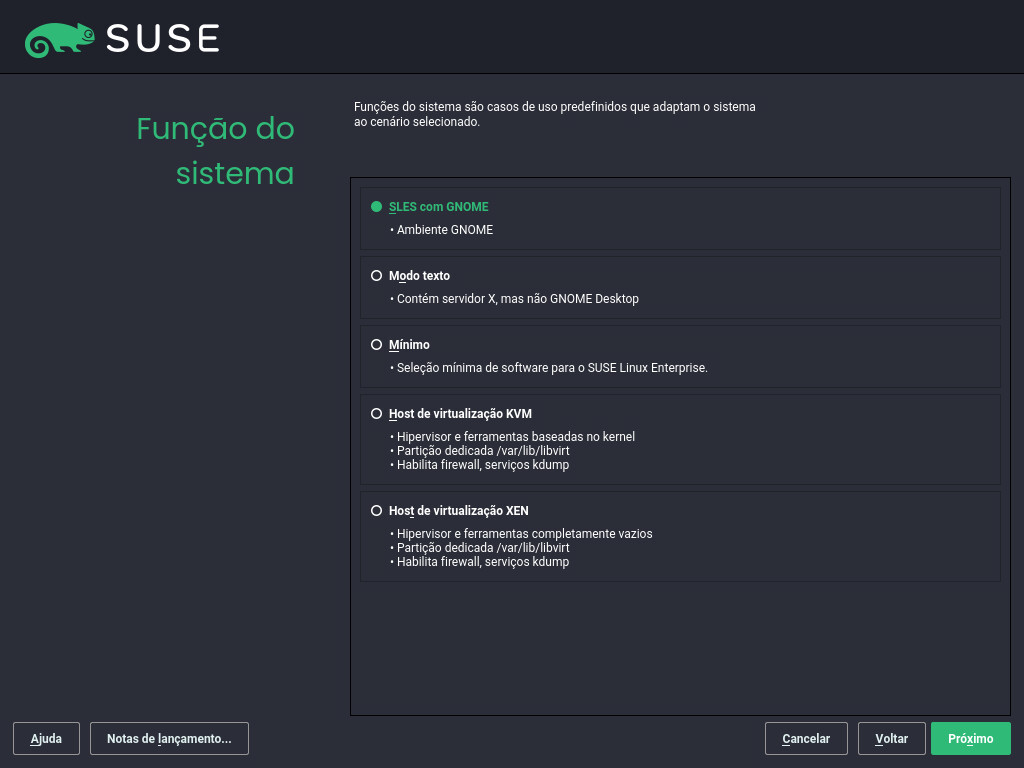 SUSE
Função do
sistema
Funções do sistema são casos de uso predefinidos que adaptam o sistema
ao cenário selecionado.
SLES com GNOME
• Ambiente GNOME
Modo texto
• Contém servidor X, mas não GNOME Desktop
Mínimo
• Seleção mínima de software para o SUSE Linux Enterprise.
Host de virtualização KVM
• Hipervisor e ferramentas baseadas no kernel
• Partição dedicada /var/lib/libvirt
• Habilita firewall, serviços kdump
Host de virtualização XEN
• Hipervisor e ferramentas completamente vazios
• Partição dedicada /var/lib/libvirt
• Habilita firewall, serviços kdump
Ajuda
Notas de lançamento...
Cancelar
Voltar
Próximo